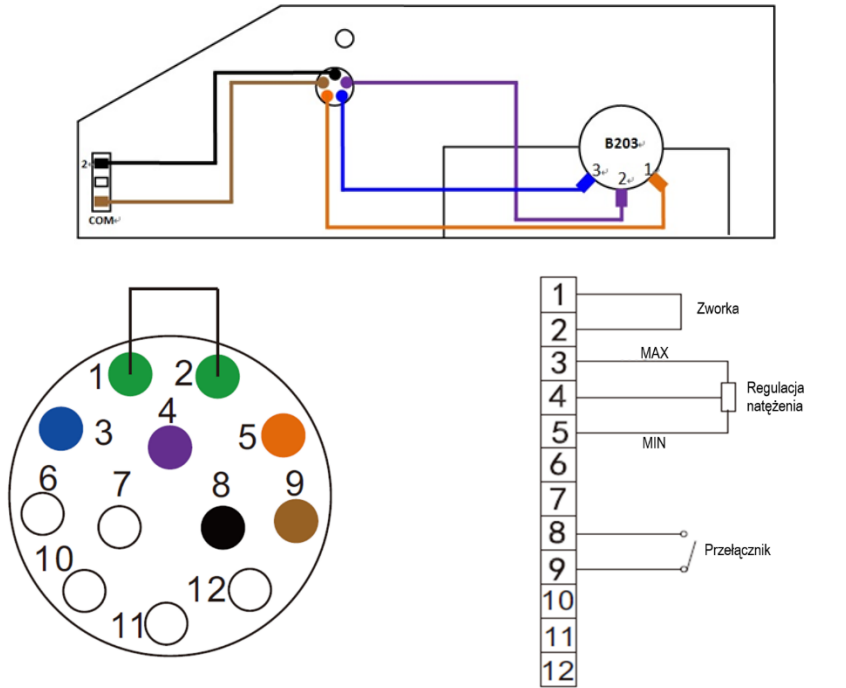 B203
3 2 1
2
COM
1 2
4
3 5
6 7 8 9
10
12
11
1
Zworka
2
MAX
3
Regulacja
natężenia
4
5
MIN
6
7
8
Przełącznik
9
10
11
12